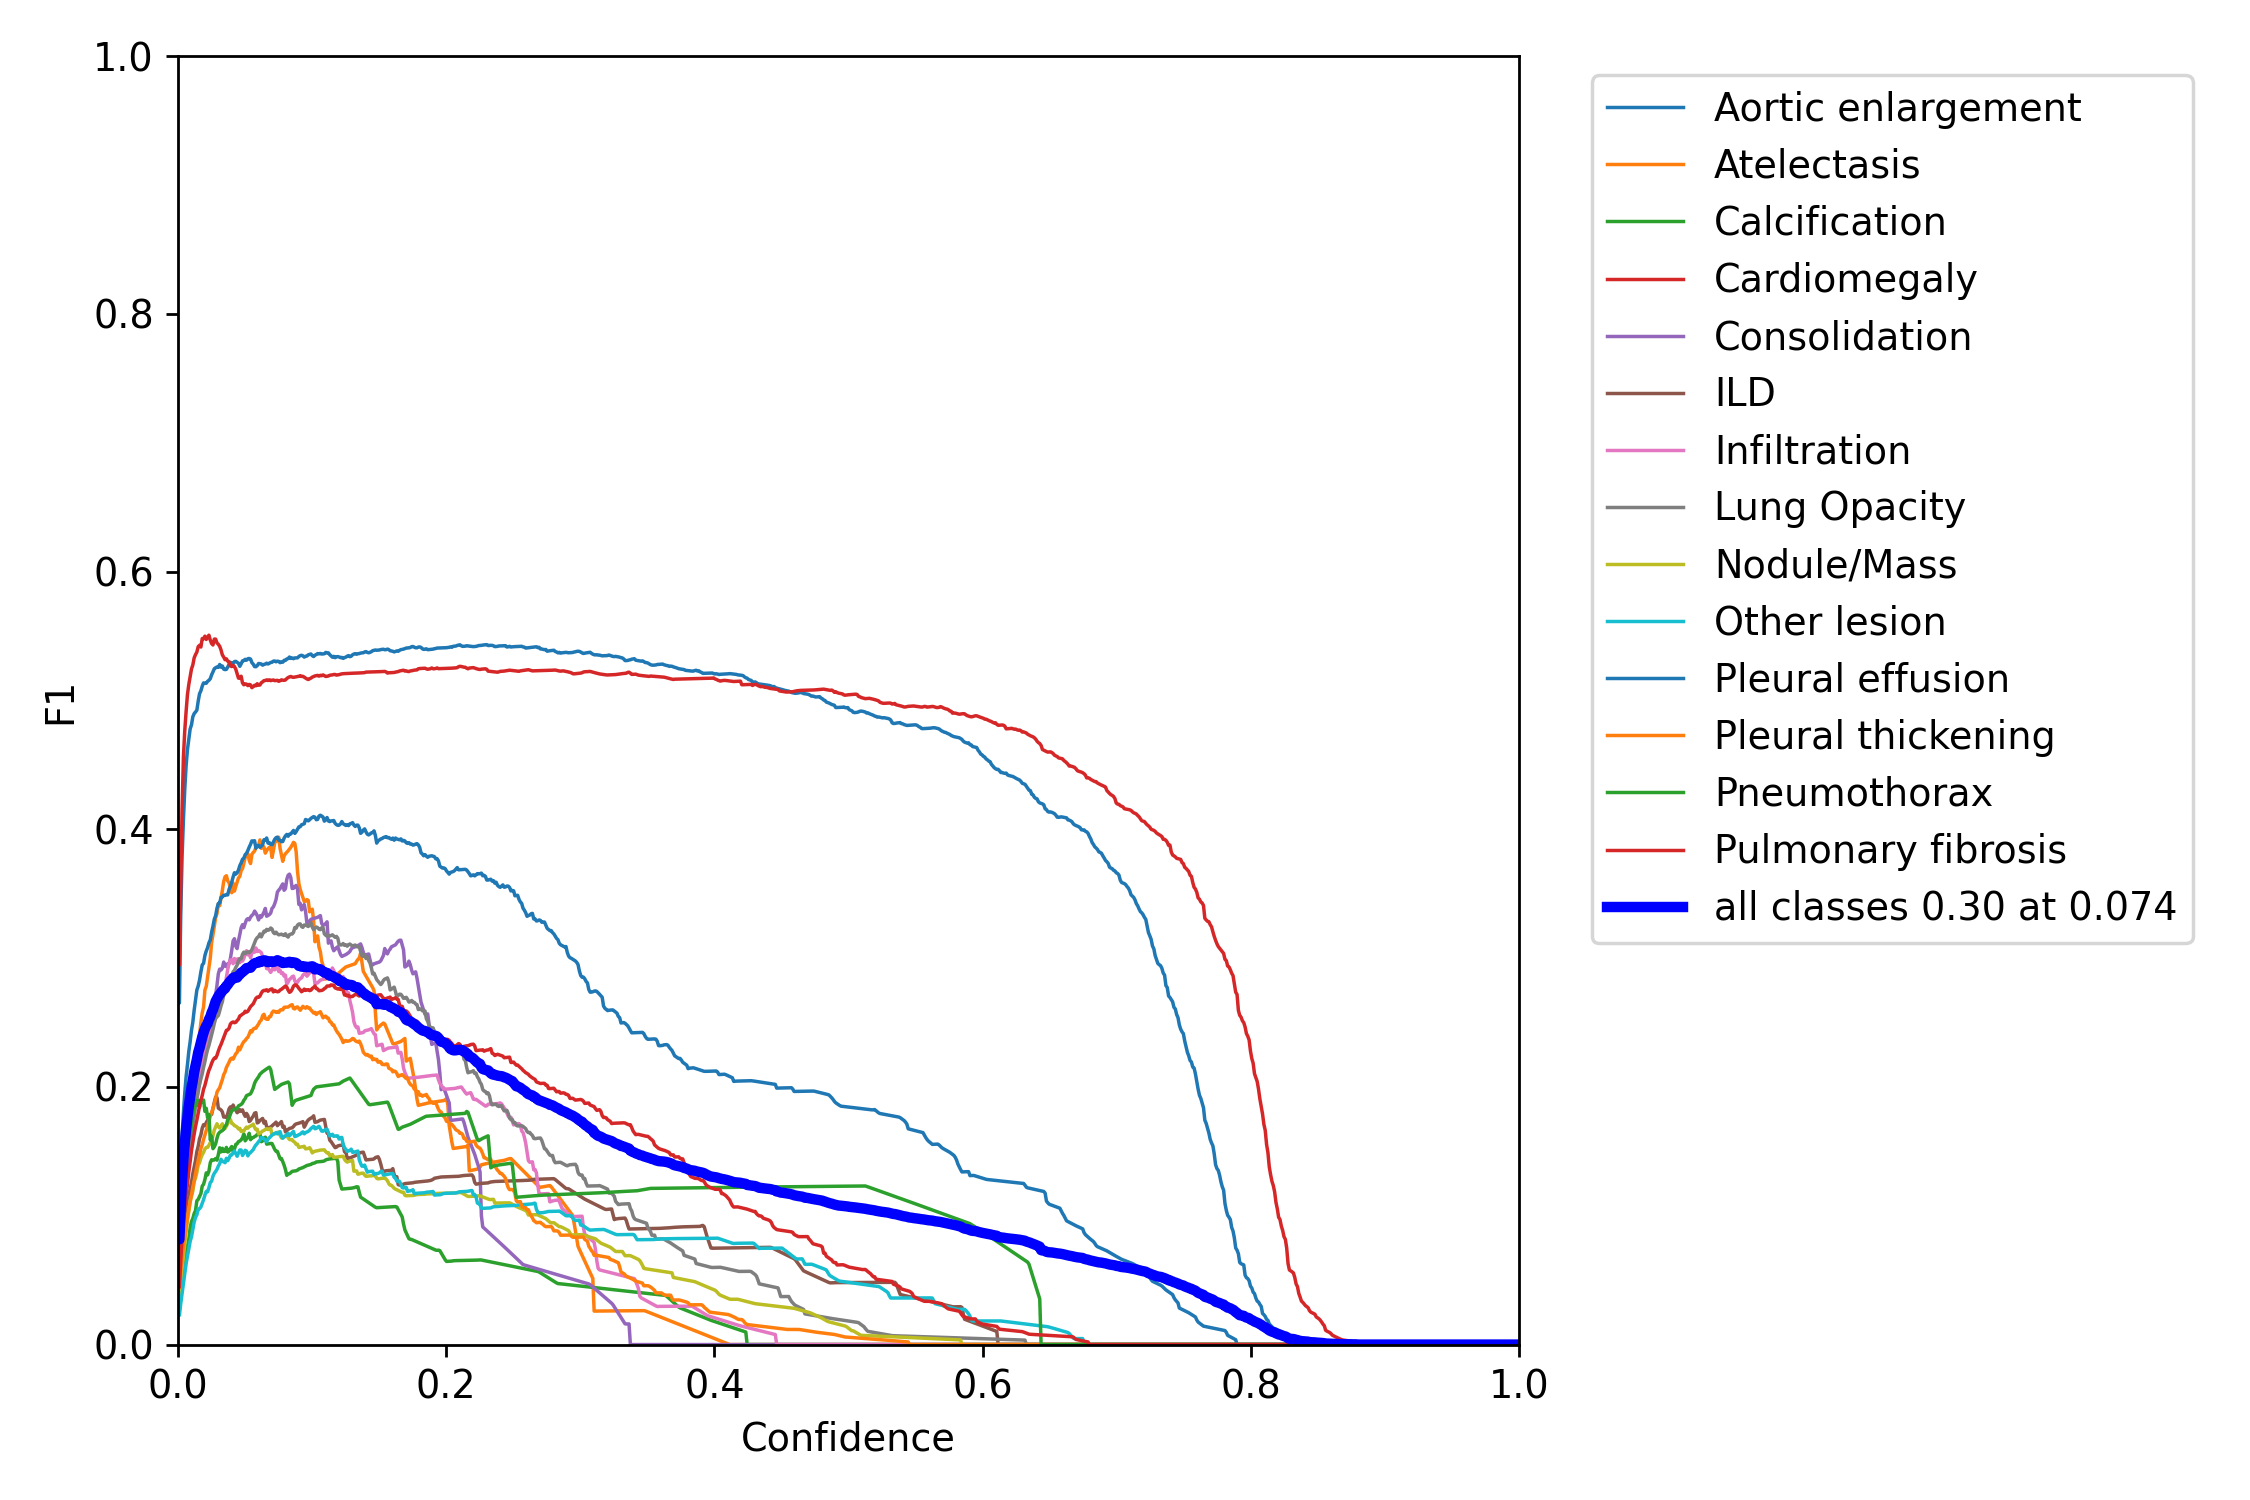 1.0
0.8
0.6
0.4
0.2
0.0
F1
0.0 0.2 0.4 0.6 0.8 1.0
Confidence
Aortic enlargement
Atelectasis
Calcification
Cardiomegaly
Consolidation
ILD
Infiltration
Lung Opacity
Nodule/Mass
Other lesion
Pleural effusion
Pleural thickening
Pneumothorax
Pulmonary fibrosis
all classes 0.30 at 0.074